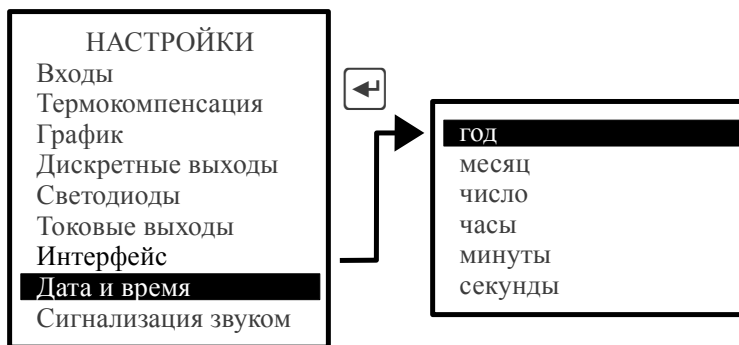 НАСТРОЙКИ
Входы
Термокомпенсация
График
Дискретные выходы
Светодиоды
Токовые выходы
Интерфейс
Дата и время
Сигнализация звуком
год
месяц
число
часы
минуты
секунды